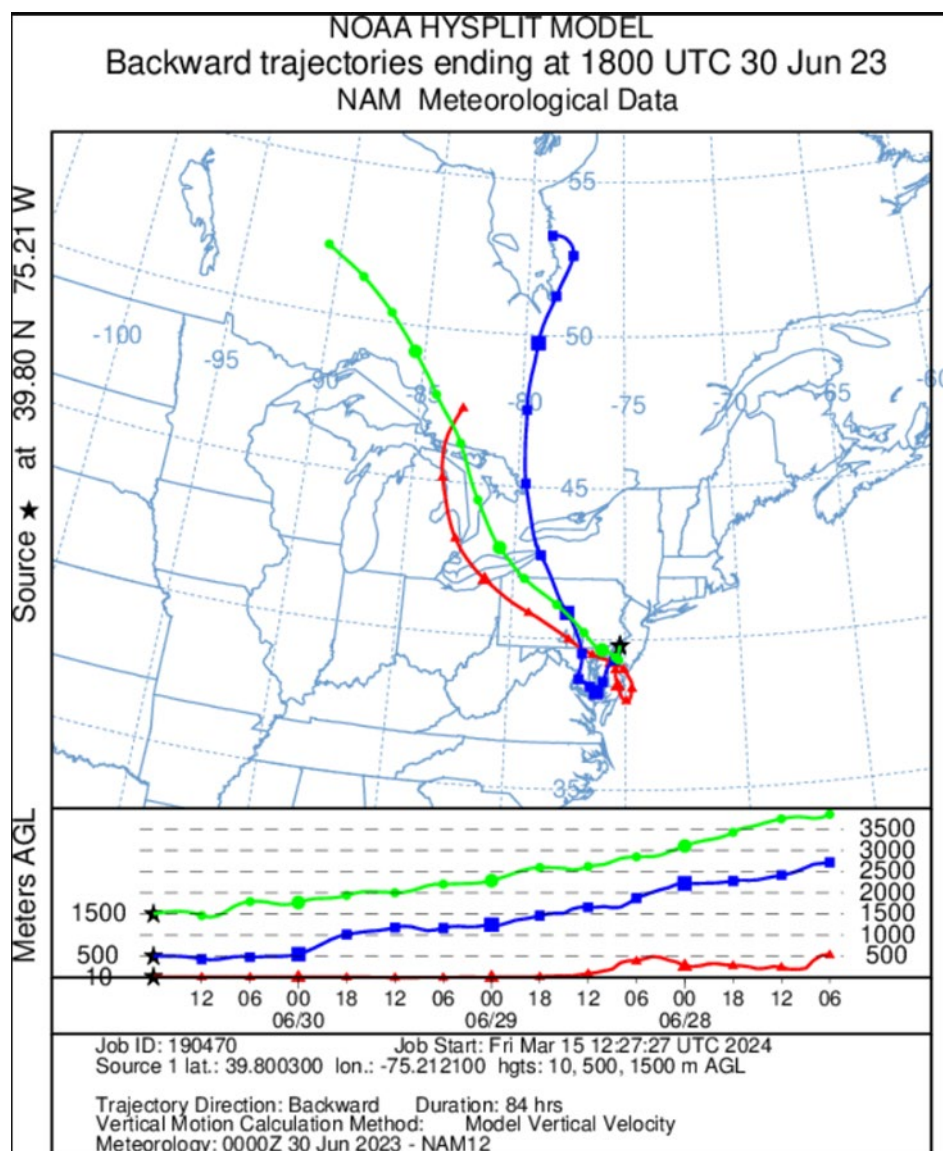 NOAA HYSPLIT MODEL
Backward trajectories ending at 1800 UTC 30 Jun 23
NAM Meteorological Data
Source ★ at 39.80 N 75.21 W
55
-100
50
-95
-90
-85
-80
-75
-70
-65
-60
45
35
Meters AGL
3500
3000
2500
2000
1500
1500
1000
500
500
10
12 06 00 18 12 06 00 18 12 06 00 18 12 06
06/30 06/29 06/28
Job ID: 190470 Job Start: Fri Mar 15 12:27:27 UTC 2024
Source 1 lat.: 39.800300 lon.: -75.212100 hgts: 10, 500, 1500 m AGL
Trajectory Direction: Backward Duration: 84 hrs
Vertical Motion Calculation Method: Model Vertical Velocity
Meteorology: 0000Z 30 Jun 2023 - NAM12